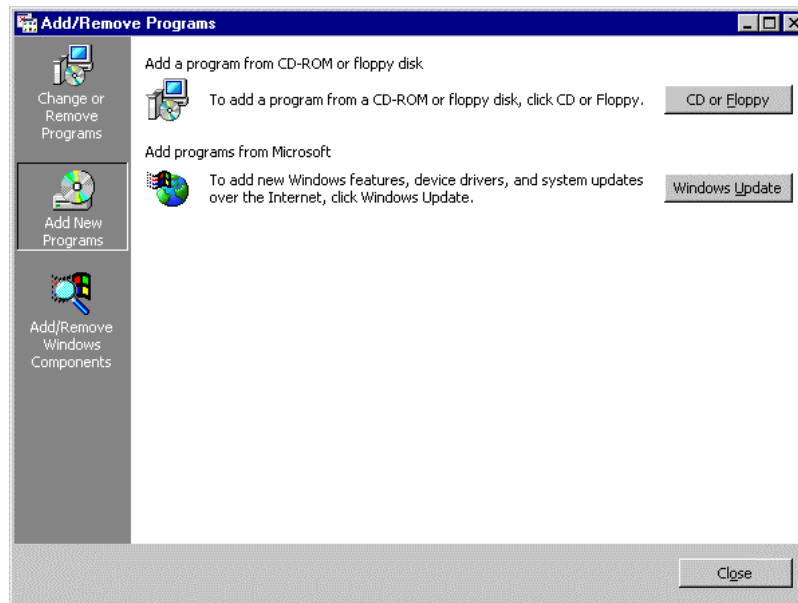 Add/Remove Programs
Change or
Remove
Programs
Add New
Programs
Add/Remove
Windows
Components
Add a program from CD-ROM or floppy disk
To add a program from a CD-ROM or floppy disk, click CD or Floppy.
CD or Floppy
Add programs from Microsoft
To add new Windows features, device drivers, and system updates
over the Internet, click Windows Update.
Windows Update
Close